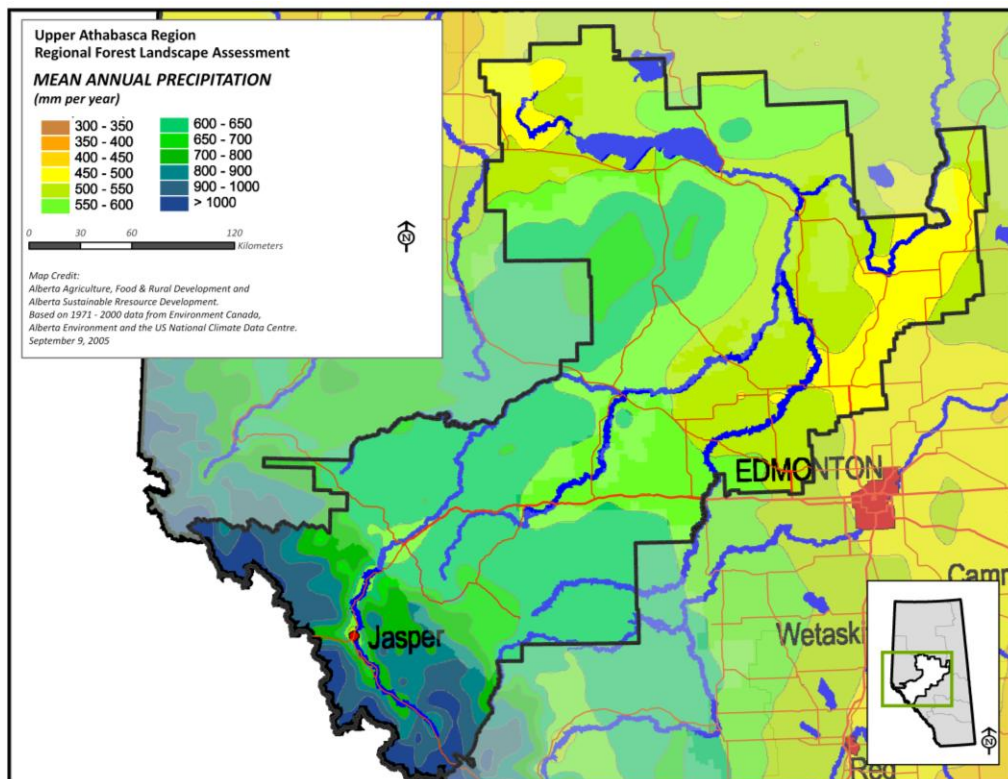 Upper Athabasca Region
Regional Forest Landscape Assessment
MEAN ANNUAL PRECIPITATION
(mm per year)
300 - 350
350 - 400
400 - 450
450 - 500
500 - 550
550 - 600
600 - 650
650 - 700
700 - 800
800 - 900
900 - 1000
> 1000
0 30 60 120
Kilometers
N
Map Credit:
Alberta Agriculture, Food & Rural Development and
Alberta Sustainable Rresource Development.
Based on 1971 - 2000 data from Environment Canada,
Alberta Environment and the US National Climate Data Centre.
September 9, 2005
EDMONTON
Camp
Jasper
Wetaski
Red
N